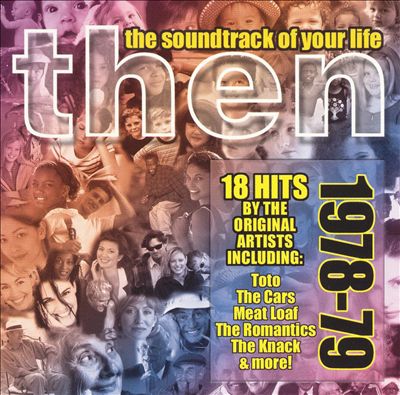 the soundtrack of your life
then
18 HITS
BY THE
ORIGINAL
ARTISTS
INCLUDING:
Toto
The Cars
Meat Loaf
The Romantics
The Knack
& more!
1978-79